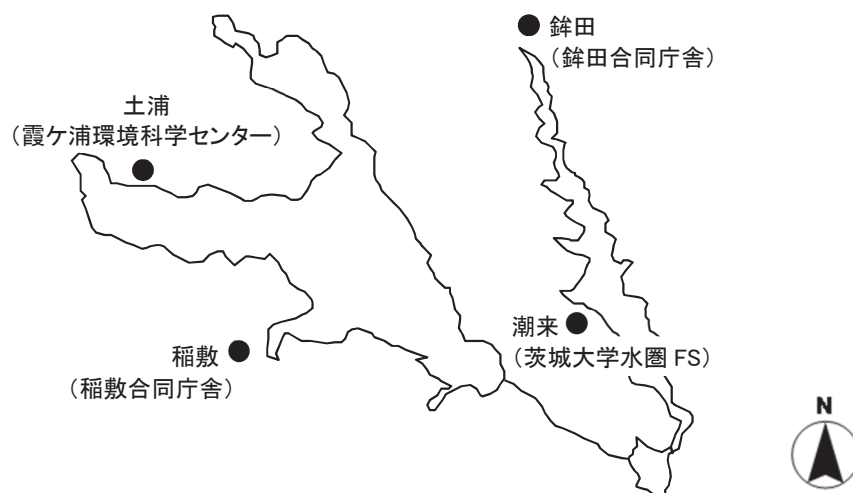 鉾田
（鉾田合同庁舎）
土浦
（霞ケ浦環境科学センター）
潮来
（茨城大学水圏 FS）
稲敷
（稲敷合同庁舎）
N